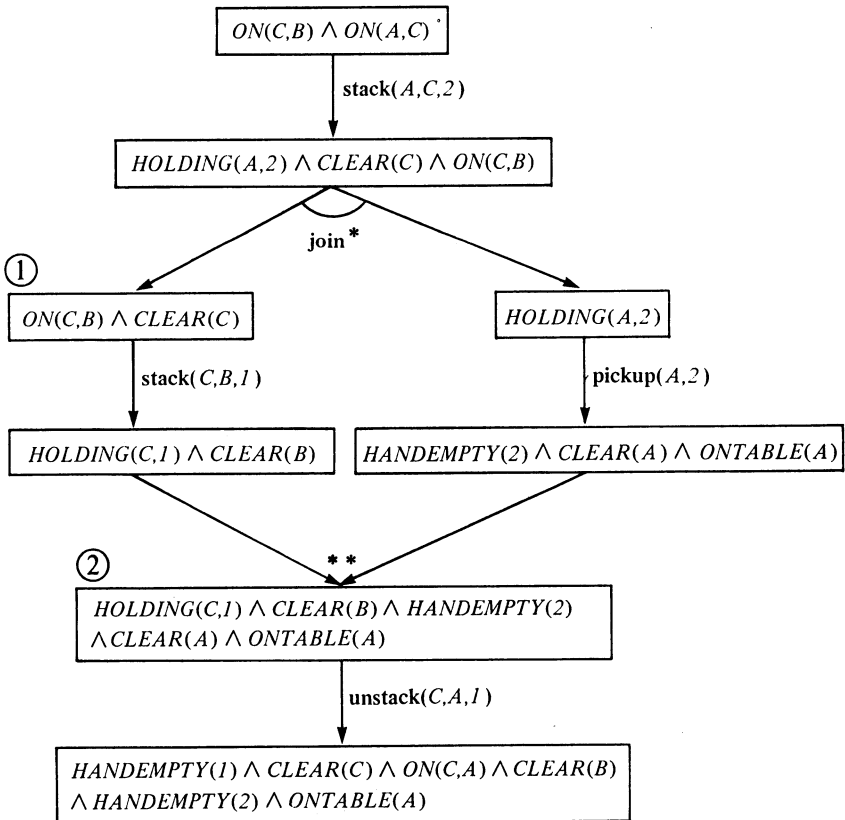 ON(C,B) ∧ ON(A,C)
stack(A,C,2)
HOLDING(A,2) ∧ CLEAR(C) ∧ ON(C,B)
join*
①
ON(C,B) ∧ CLEAR(C)
HOLDING(A,2)
stack(C,B,1)
pickup(A,2)
HOLDING(C,1) ∧ CLEAR(B)
HANDEMPTY(2) ∧ CLEAR(A) ∧ ONTABLE(A)
**
②
HOLDING(C,1) ∧ CLEAR(B) ∧ HANDEMPTY(2)
∧ CLEAR(A) ∧ ONTABLE(A)
unstack(C,A,1)
HANDEMPTY(1) ∧ CLEAR(C) ∧ ON(C,A) ∧ CLEAR(B)
∧ HANDEMPTY(2) ∧ ONTABLE(A)